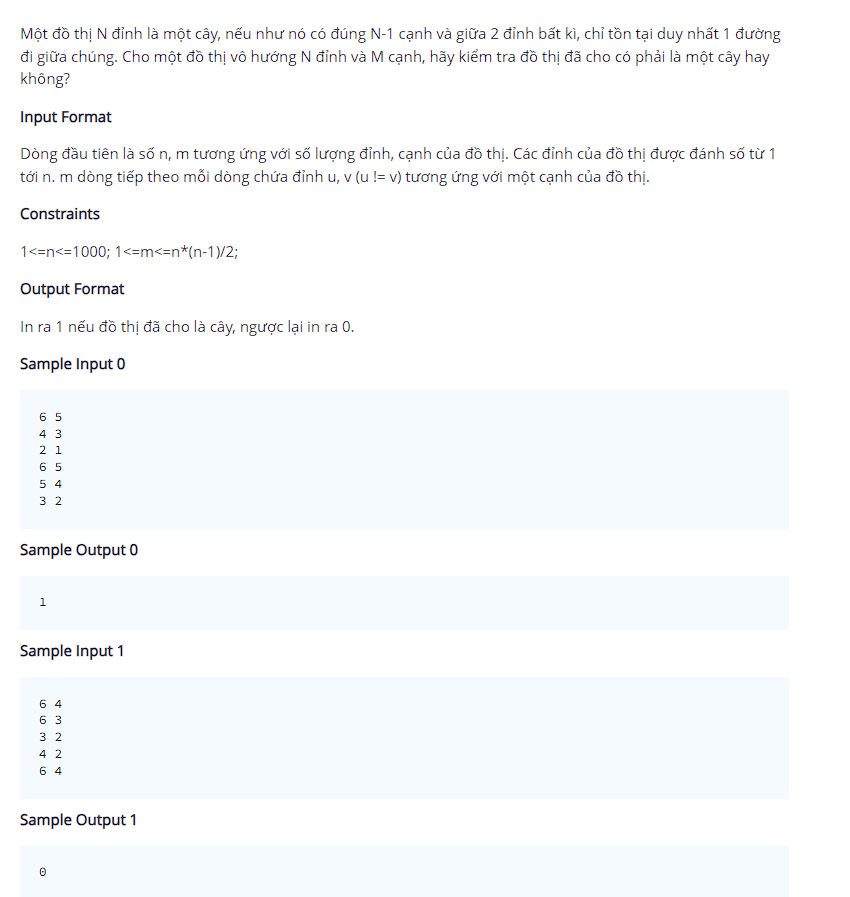 Một đồ thị N đỉnh là một cây, nếu như nó có đúng N-1 cạnh và giữa 2 đỉnh bất kì, chỉ tồn tại duy nhất 1 đường
đi giữa chúng. Cho một đồ thị vô hướng N đỉnh và M cạnh, hãy kiểm tra đồ thị đã cho có phải là một cây hay
không?
Input Format
Dòng đầu tiên là số n, m tương ứng với số lượng đỉnh, cạnh của đồ thị. Các đỉnh của đồ thị được đánh số từ 1
tới n. m dòng tiếp theo mỗi dòng chứa đỉnh u, v (u != v) tương ứng với một cạnh của đồ thị.
Constraints
1<=n<=1000; 1<=m<=n*(n-1)/2;
Output Format
In ra 1 nếu đồ thị đã cho là cây, ngược lại in ra 0.
Sample Input 0
6 5
4 3
2 1
6 5
5 4
3 2
Sample Output 0
1
Sample Input 1
6 4
6 3
3 2
4 2
6 4
Sample Output 1
0